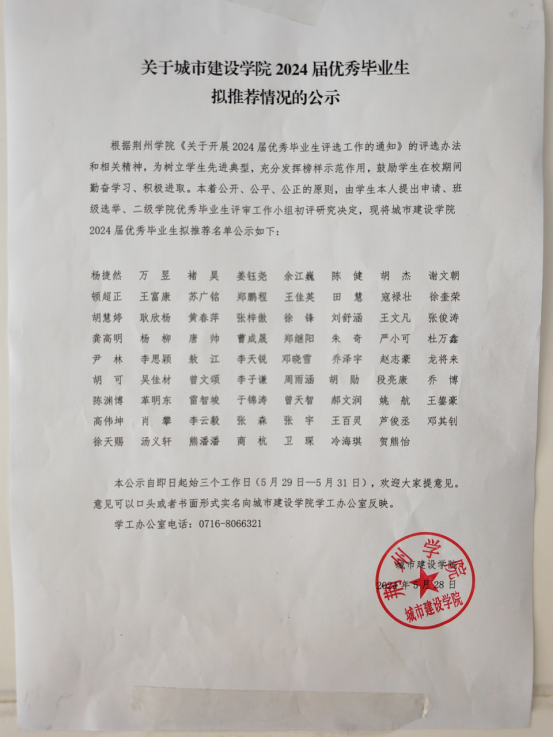 关于城市建设学院 2024 届优秀毕业生
拟推荐情况的公示
根据荆州学院《关于开展 2024 届优秀毕业生评选工作的通知》的评选办法
和相关精神，为树立学生先进典型，充分发挥榜样示范作用，鼓励学生在校期间
勤奋学习、积极进取。本着公开、公平、公正的原则，由学生本人提出申请、班
级选举、二级学院优秀毕业生评审工作小组初评研究决定，现将城市建设学院
2024 届优秀毕业生拟推荐名单公示如下：
杨捷然 万昱 褚昊 姜钰尧 余江巍 陈健 胡杰 谢文朝
顿超正 王富康 苏广铭 郑鹏程 王佳英 田慧 寇禄壮 徐奎荣
胡慧婷 耿欣杨 黄春萍 张梓傲 徐锋 刘舒涵 王文凡 张俊涛
龚高明 杨柳 唐帅 曹成晟 郑继阳 朱奇 严小可 杜万鑫
尹林 李思颖 敖江 李天锐 邓晓雪 乔泽宇 赵志豪 龙将来
胡可 吴佳材 曾文颂 李子谦 周雨涵 胡勋 段亮康 乔博
陈渊博 革明东 雷智竣 于锦涛 曾天智 郝文润 姚航 王鋆豪
高伟坤 肖攀 李云毅 张森 张宇 王百灵 芦俊丞 邓其钊
徐天赐 汤义轩 熊潘潘 商杭 卫琛 冷海琪 贺熊怡
本公示自即日起始三个工作日（5 月 29 日—5 月 31 日），欢迎大家提意见。
意见可以口头或者书面形式实名向城市建设学院学工办公室反映。
学工办公室电话：0716-8066321
城市建设学院
2024 年 5 月 28 日
荆州学院
城市建设学院